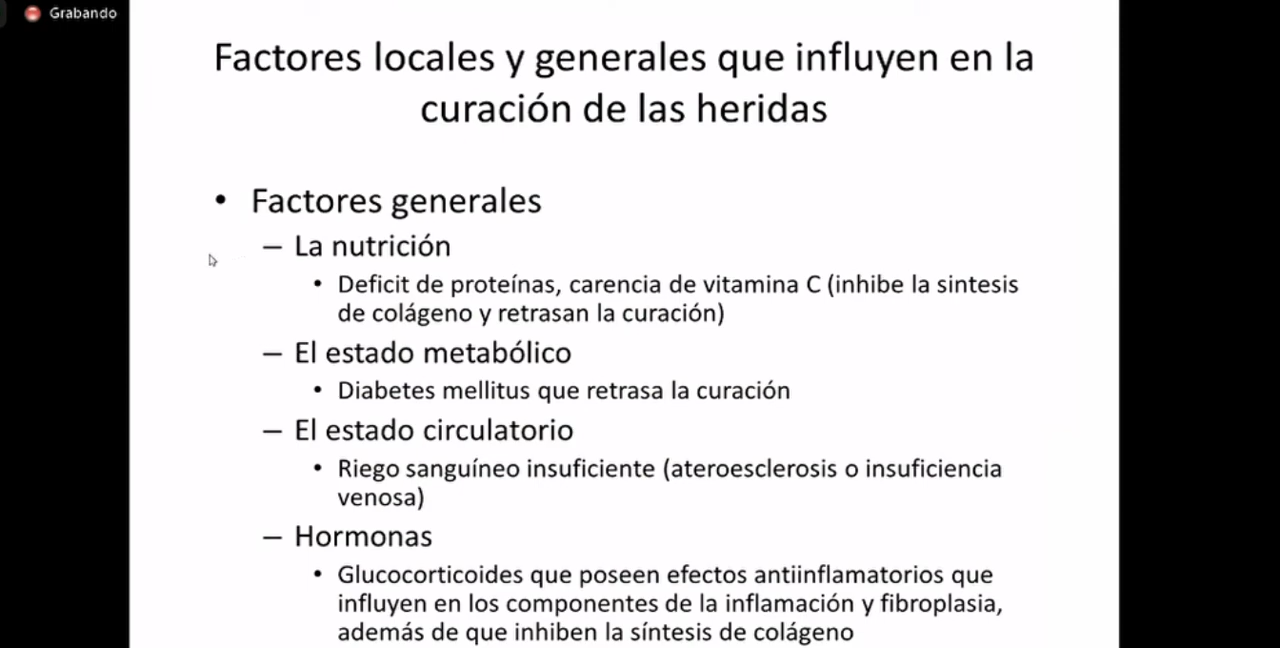 Grabando
Factores locales y generales que influyen en la
curación de las heridas
• Factores generales
– La nutrición
• Deficit de proteínas, carencia de vitamina C (inhibe la sintesis
de colágeno y retrasan la curación)
– El estado metabólico
• Diabetes mellitus que retrasa la curación
– El estado circulatorio
• Riego sanguíneo insuficiente (ateroesclerosis o insuficiencia
venosa)
– Hormonas
• Glucocorticoides que poseen efectos antiinflamatorios que
influyen en los componentes de la inflamación y fibroplasia,
además de que inhiben la síntesis de colágeno